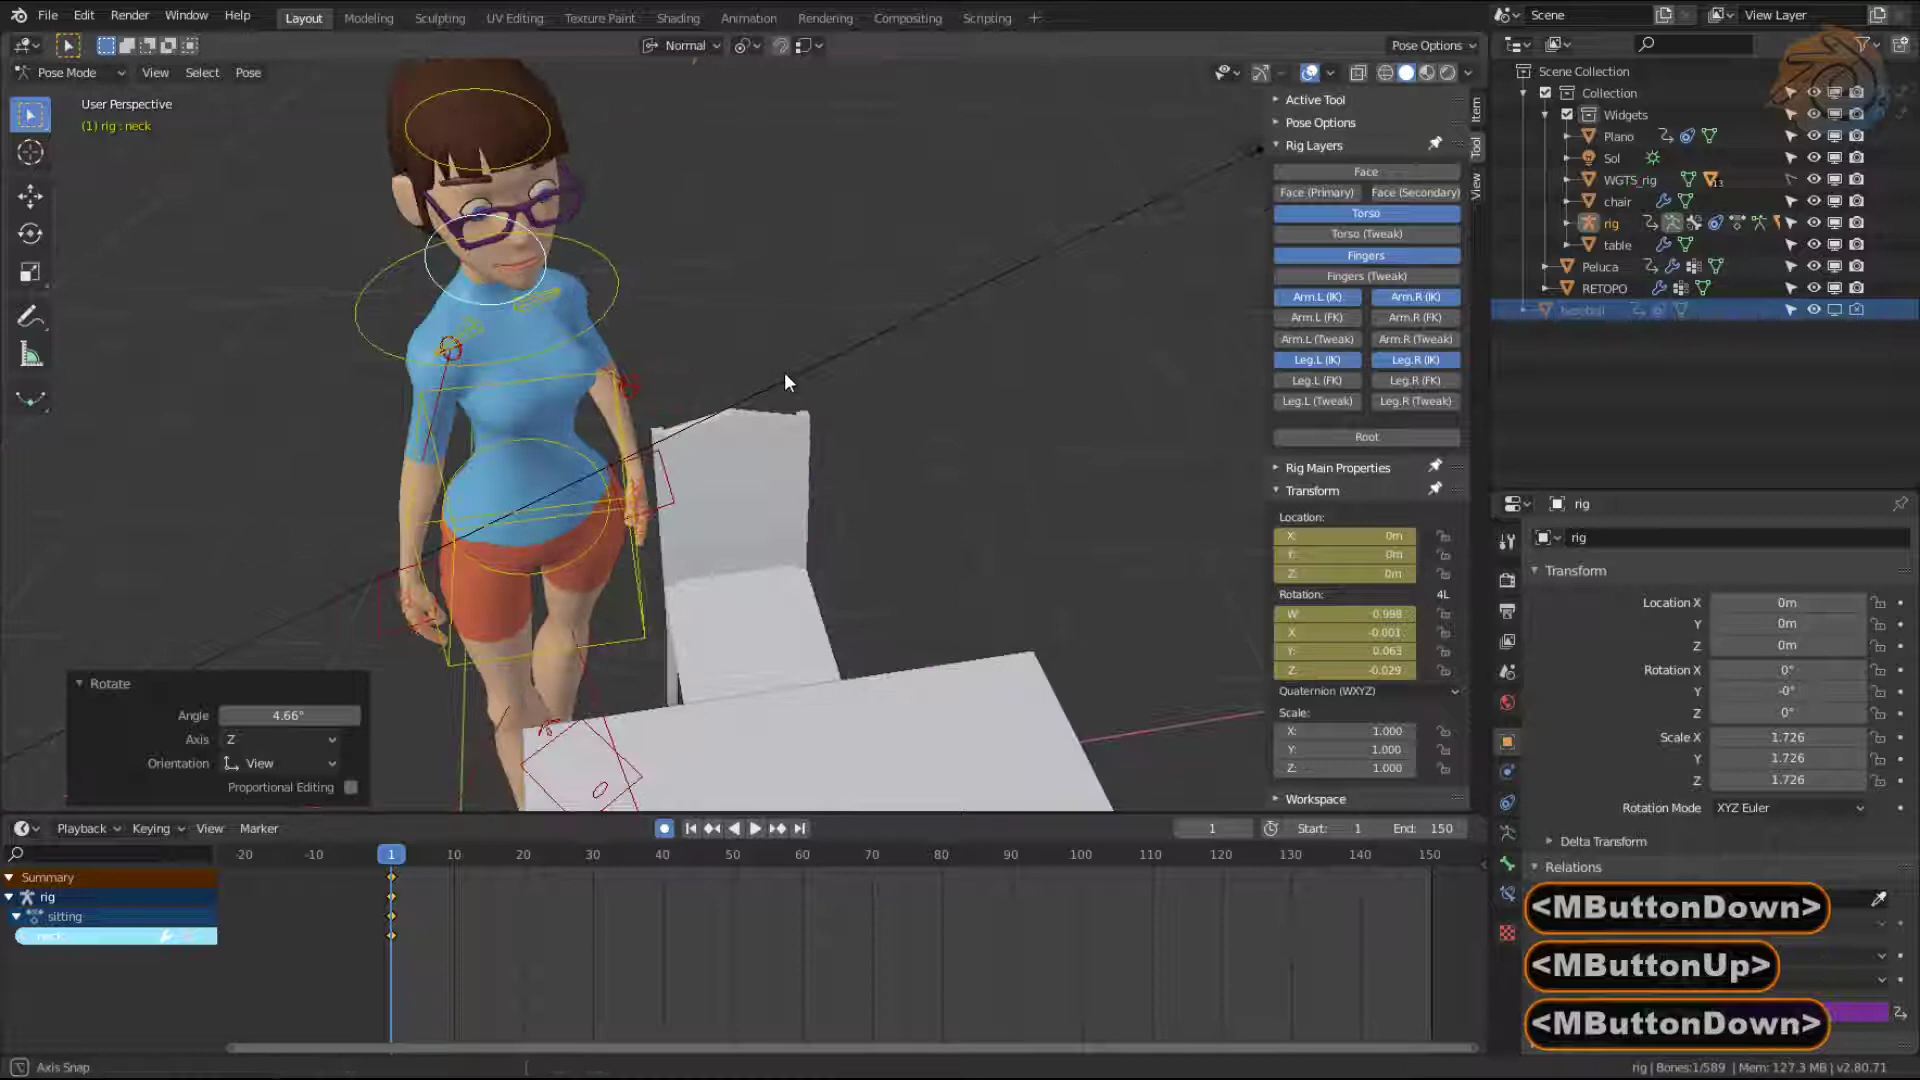 File Edit Render Window Help
Layout Modeling Sculpting UV Editing Texture Paint Shading Animation Rendering Compositing Scripting +
Scene View Layer
Normal Pose Options
Pose Mode View Select Pose
User Perspective
(1) rig : neck
Active Tool
Pose Options
Rig Layers
Face
Face (Primary) Face (Secondary)
Torso
Torso (Tweak)
Fingers
Fingers (Tweak)
Arm.L (IK) Arm.R (IK)
Arm.L (FK) Arm.R (FK)
Arm.L (Tweak) Arm.R (Tweak)
Leg.L (IK) Leg.R (IK)
Leg.L (FK) Leg.R (FK)
Leg.L (Tweak) Leg.R (Tweak)
Root
Rig Main Properties
Transform
Location:
X: 0m
Y: 0m
Z: 0m
Rotation: 4L
W 0.998
X -0.001
Y: 0.063
Z: -0.029
Quaternion (WXYZ)
Scale:
X: 1.000
Y: 1.000
Z: 1.000
Workspace
Item
Tool
View
Scene Collection
Collection
Widgets
Plano
Sol
WGTS_rig 13
chair
rig
table
Peluca
RETOPO
rig
rig
Transform
Location X 0m
Y 0m
Z 0m
Rotation X 0°
Y -0°
Z 0°
Scale X 1.726
Y 1.726
Z 1.726
Rotation Mode XYZ Euler
Delta Transform
Relations
<MButtonDown>
<MButtonUp>
<MButtonDown>
Rotate
Angle 4.66°
Axis Z
Orientation View
Proportional Editing
Playback Keying View Marker
1 Start: 1 End: 150
-20 -10 1 10 20 30 40 50 60 70 80 90 100 110 120 130 140 150
Summary
rig
sitting
Axis Snap
rig | Bones:1/589 | Mem: 127.3 MB | v2.80.71